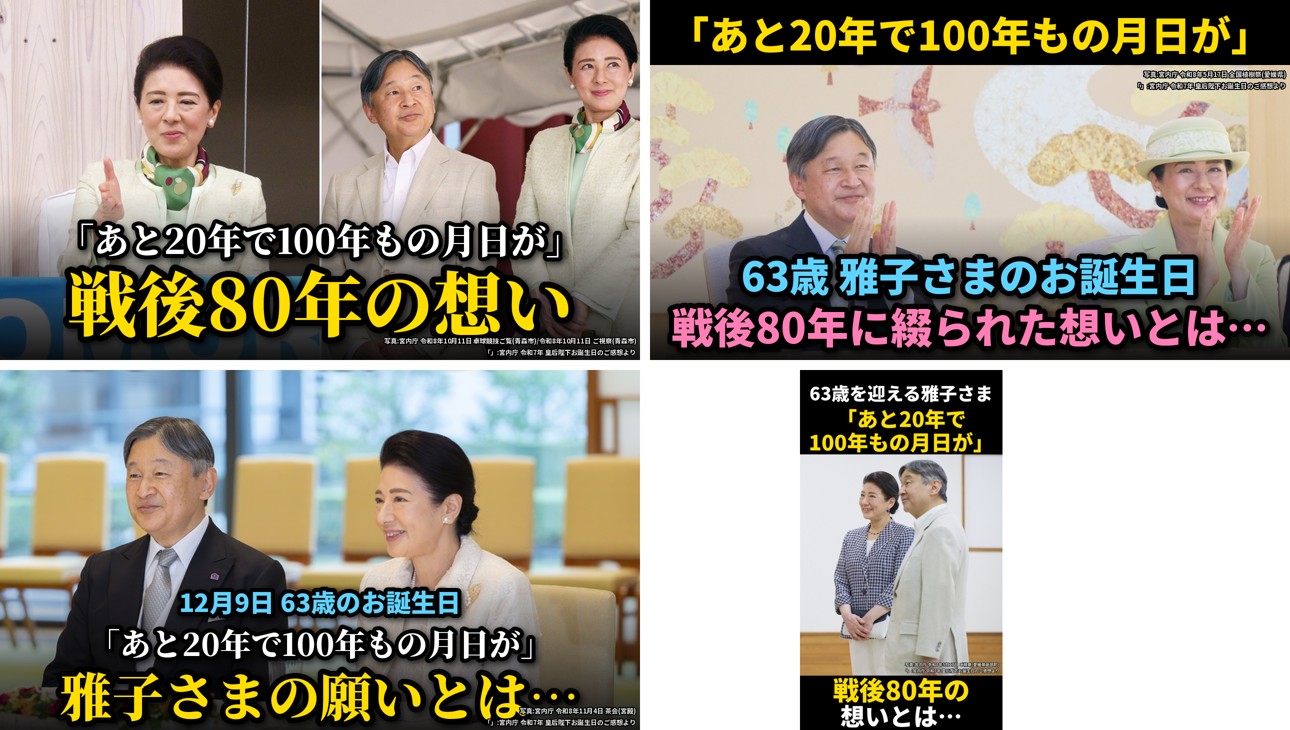 「あと20年で100年もの月日が」
戦後80年の想い
写真:宮内庁 令和8年10月11日 卓球競技ご覧(青森市)/令和8年10月11日 ご視察(青森市)
「」:宮内庁 令和7年 皇后陛下お誕生日のご感想より
「あと20年で100年もの月日が」
写真:宮内庁 令和8年5月17日 全国植樹祭(愛媛県)
「」:宮内庁 令和7年 皇后陛下お誕生日のご感想より
63歳 雅子さまのお誕生日
戦後80年に綴られた想いとは…
12月9日 63歳のお誕生日
「あと20年で100年もの月日が」
雅子さまの願いとは…
写真:宮内庁 令和8年11月4日 茶会(宮殿)
「」:宮内庁 令和7年 皇后陛下お誕生日のご感想より
63歳を迎える雅子さま
「あと20年で
100年もの月日が」
戦後80年の
想いとは…